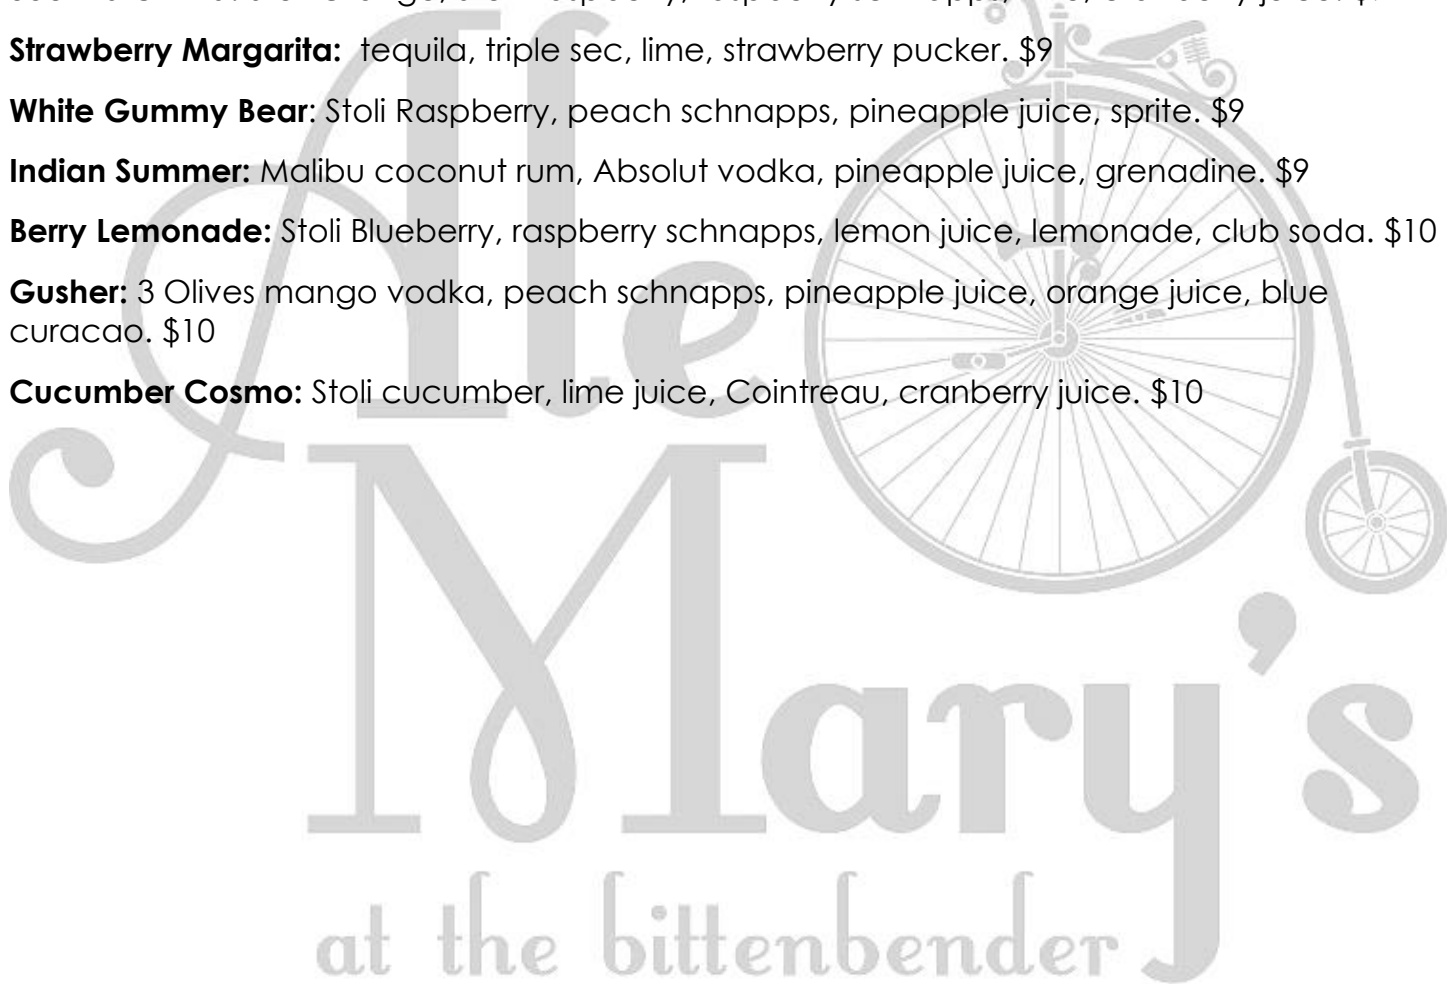 Strawberry Margarita: tequila, triple sec, lime, strawberry pucker. $9
White Gummy Bear: Stoli Raspberry, peach schnapps, pineapple juice, sprite. $9
Indian Summer: Malibu coconut rum, Absolut vodka, pineapple juice, grenadine. $9
Berry Lemonade: Stoli Blueberry, raspberry schnapps, lemon juice, lemonade, club soda. $10
Gusher: 3 Olives mango vodka, peach schnapps, pineapple juice, orange juice, blue
curacao. $10
Cucumber Cosmo: Stoli cucumber, lime juice, Cointreau, cranberry juice. $10
Ale
Mary's
at the bittenbender